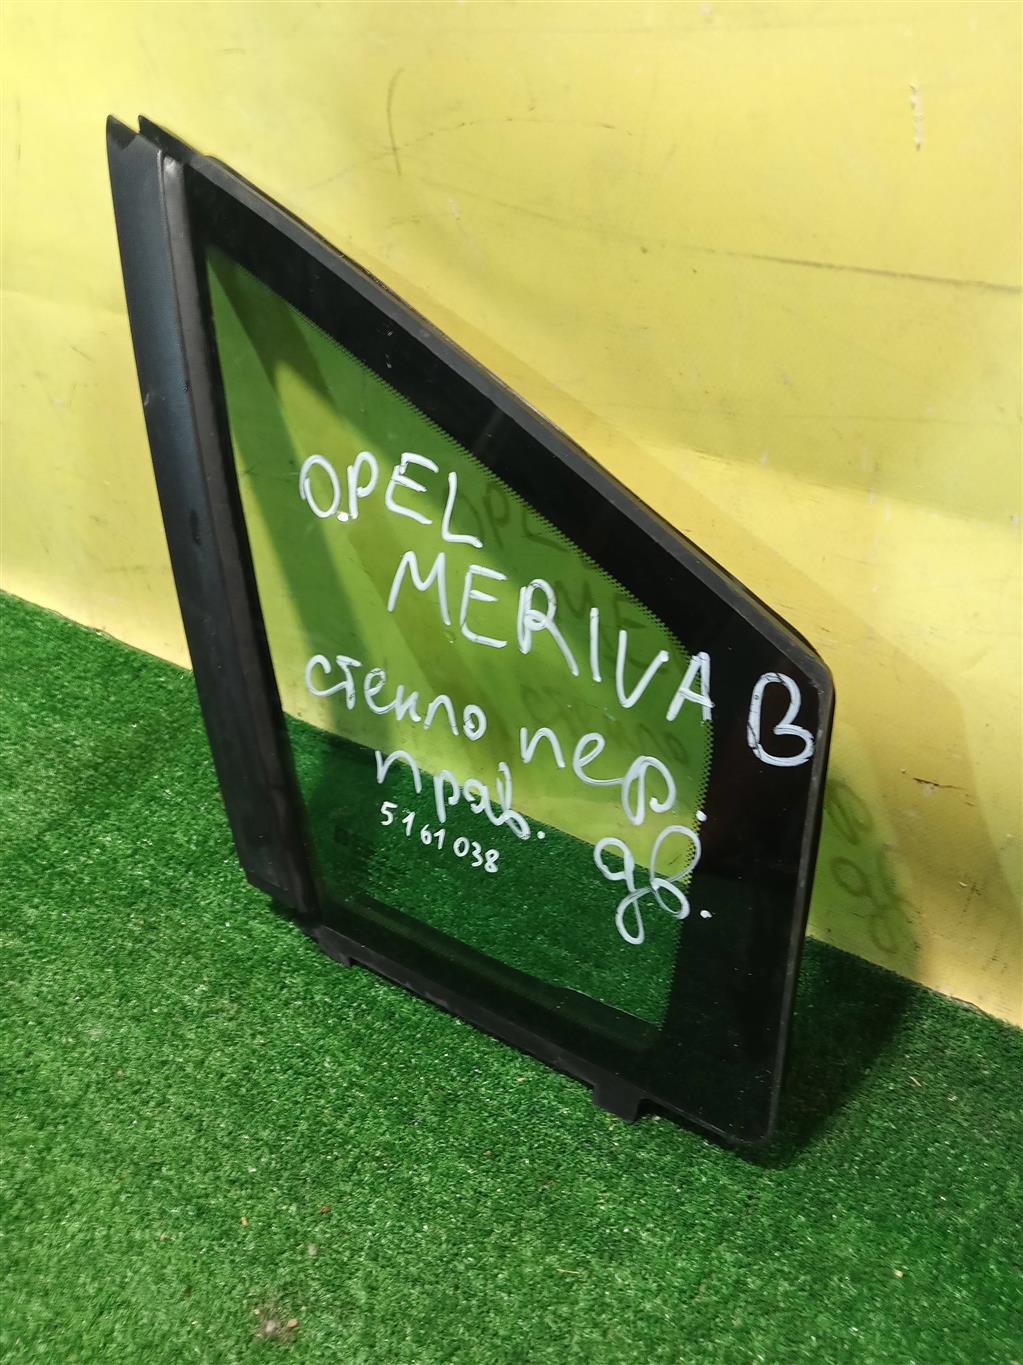 OPEL
MERIVA B
стекло пер.
прав. дв.
5161038